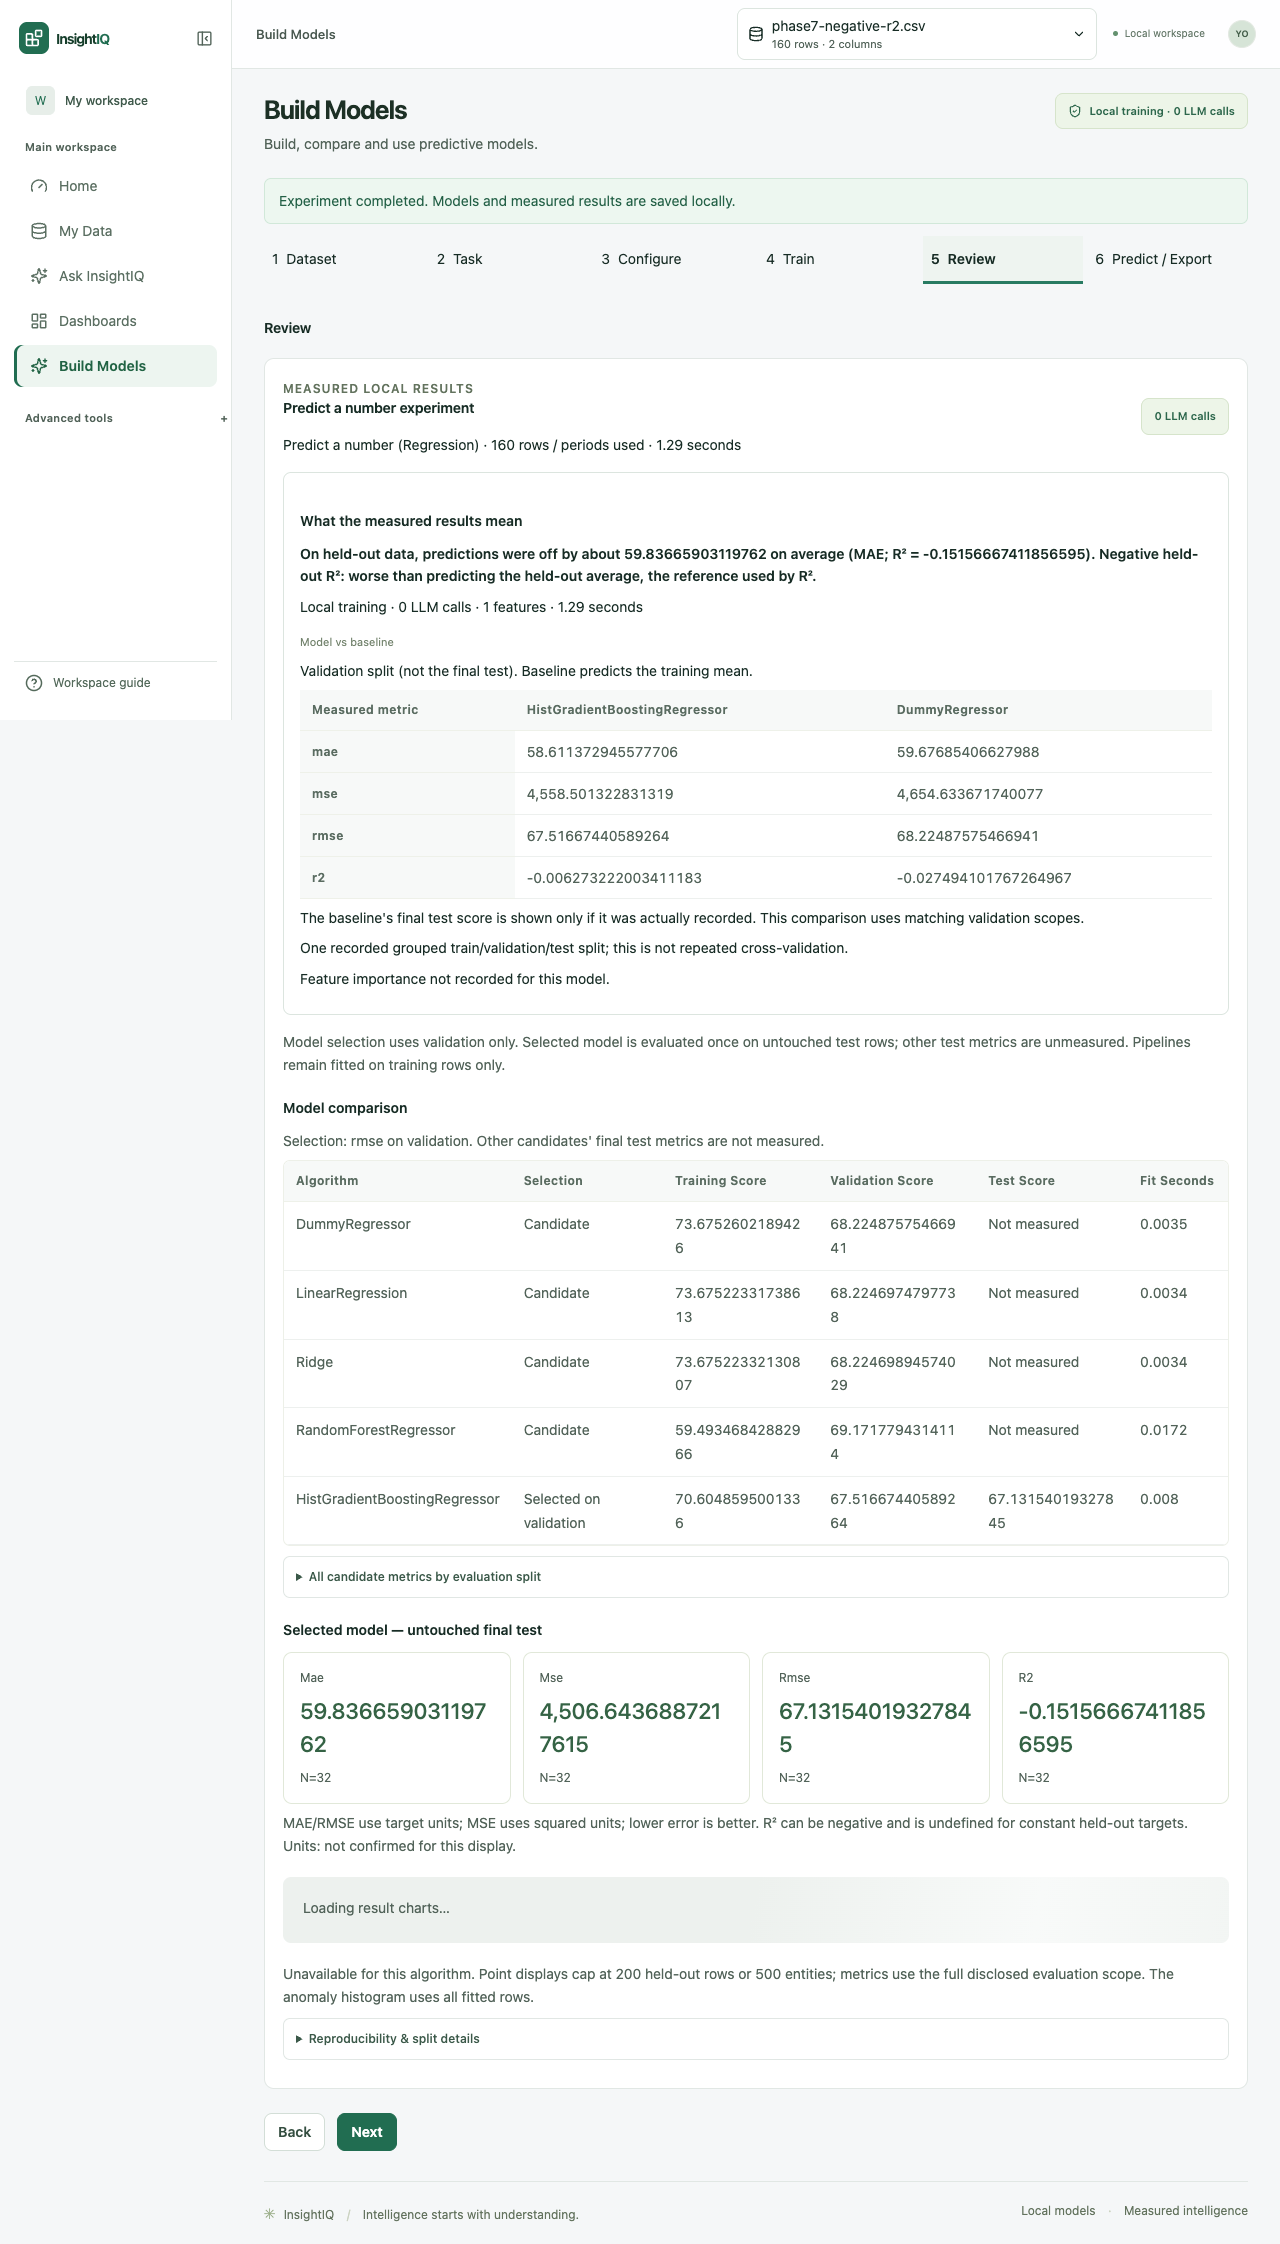 InsightIQ
W My workspace
Main workspace
Home
My Data
Ask InsightIQ
Dashboards
Build Models
Advanced tools +
Workspace guide
Build Models
phase7-negative-r2.csv
160 rows · 2 columns
Local workspace
YO
Build Models
Build, compare and use predictive models.
Local training · 0 LLM calls
Experiment completed. Models and measured results are saved locally.
1 Dataset
2 Task
3 Configure
4 Train
5 Review
6 Predict / Export
Review
MEASURED LOCAL RESULTS
Predict a number experiment
0 LLM calls
Predict a number (Regression) · 160 rows / periods used · 1.29 seconds
What the measured results mean
On held-out data, predictions were off by about 59.83665903119762 on average (MAE; R² = -0.15156667411856595). Negative held-
out R²: worse than predicting the held-out average, the reference used by R².
Local training · 0 LLM calls · 1 features · 1.29 seconds
Model vs baseline
Validation split (not the final test). Baseline predicts the training mean.
Measured metric HistGradientBoostingRegressor DummyRegressor
mae 58.611372945577706 59.67685406627988
mse 4,558.501322831319 4,654.633671740077
rmse 67.51667440589264 68.22487575466941
r2 -0.006273222003411183 -0.027494101767264967
The baseline's final test score is shown only if it was actually recorded. This comparison uses matching validation scopes.
One recorded grouped train/validation/test split; this is not repeated cross-validation.
Feature importance not recorded for this model.
Model selection uses validation only. Selected model is evaluated once on untouched test rows; other test metrics are unmeasured. Pipelines
remain fitted on training rows only.
Model comparison
Selection: rmse on validation. Other candidates' final test metrics are not measured.
Algorithm Selection Training Score Validation Score Test Score Fit Seconds
DummyRegressor Candidate 73.675260218942 68.224875754669 Not measured 0.0035
6 41
LinearRegression Candidate 73.675223317386 68.224697479773 Not measured 0.0034
13 8
Ridge Candidate 73.675223321308 68.224698945740 Not measured 0.0034
07 29
RandomForestRegressor Candidate 59.493468428829 69.171779431411 Not measured 0.0172
66 4
HistGradientBoostingRegressor Selected on 70.604859500133 67.516674405892 67.131540193278 0.008
validation 6 64 45
All candidate metrics by evaluation split
Selected model — untouched final test
Mae
59.836659031197
62
N=32
Mse
4,506.643688721
7615
N=32
Rmse
67.1315401932784
5
N=32
R2
-0.1515666741185
6595
N=32
MAE/RMSE use target units; MSE uses squared units; lower error is better. R² can be negative and is undefined for constant held-out targets.
Units: not confirmed for this display.
Loading result charts…
Unavailable for this algorithm. Point displays cap at 200 held-out rows or 500 entities; metrics use the full disclosed evaluation scope. The
anomaly histogram uses all fitted rows.
Reproducibility & split details
Back
Next
InsightIQ / Intelligence starts with understanding.
Local models · Measured intelligence